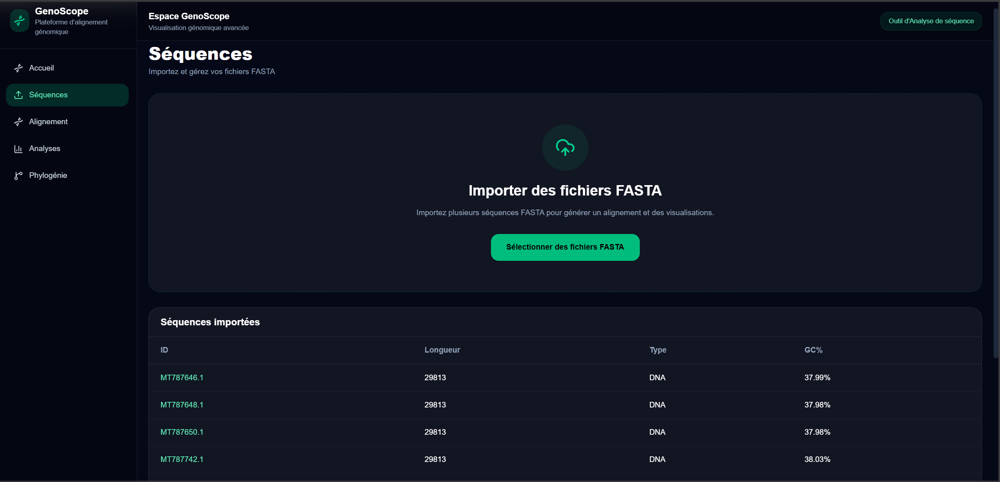 GenoScope
Plateforme d’alignement
génomique
Accueil
Séquences
Alignement
Analyses
Phylogénie
Espace GenoScope
Visualisation génomique avancée
Outil d'Analyse de séquence
Séquences
Importez et gérez vos fichiers FASTA
Importer des fichiers FASTA
Importez plusieurs séquences FASTA pour générer un alignement et des visualisations.
Sélectionner des fichiers FASTA
Séquences importées
ID Longueur Type GC%
MT787646.1 29813 DNA 37.99%
MT787648.1 29813 DNA 37.98%
MT787650.1 29813 DNA 37.98%
MT787742.1 29813 DNA 38.03%